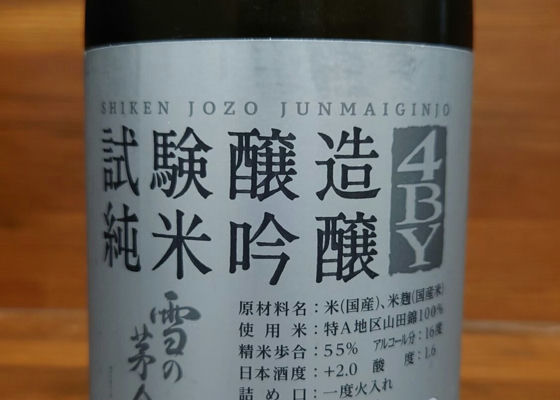 SHIKEN JOZO JUNMAIGINJO
試験醸造
純米吟醸
4BY
雪の茅
原材料名：米(国産)、米麹(国産米)
使用米：特A地区山田錦100%
精米歩合：55% アルコール分：16度
日本酒度：+2.0 酸度：1.6
詰め口：一度火入れ